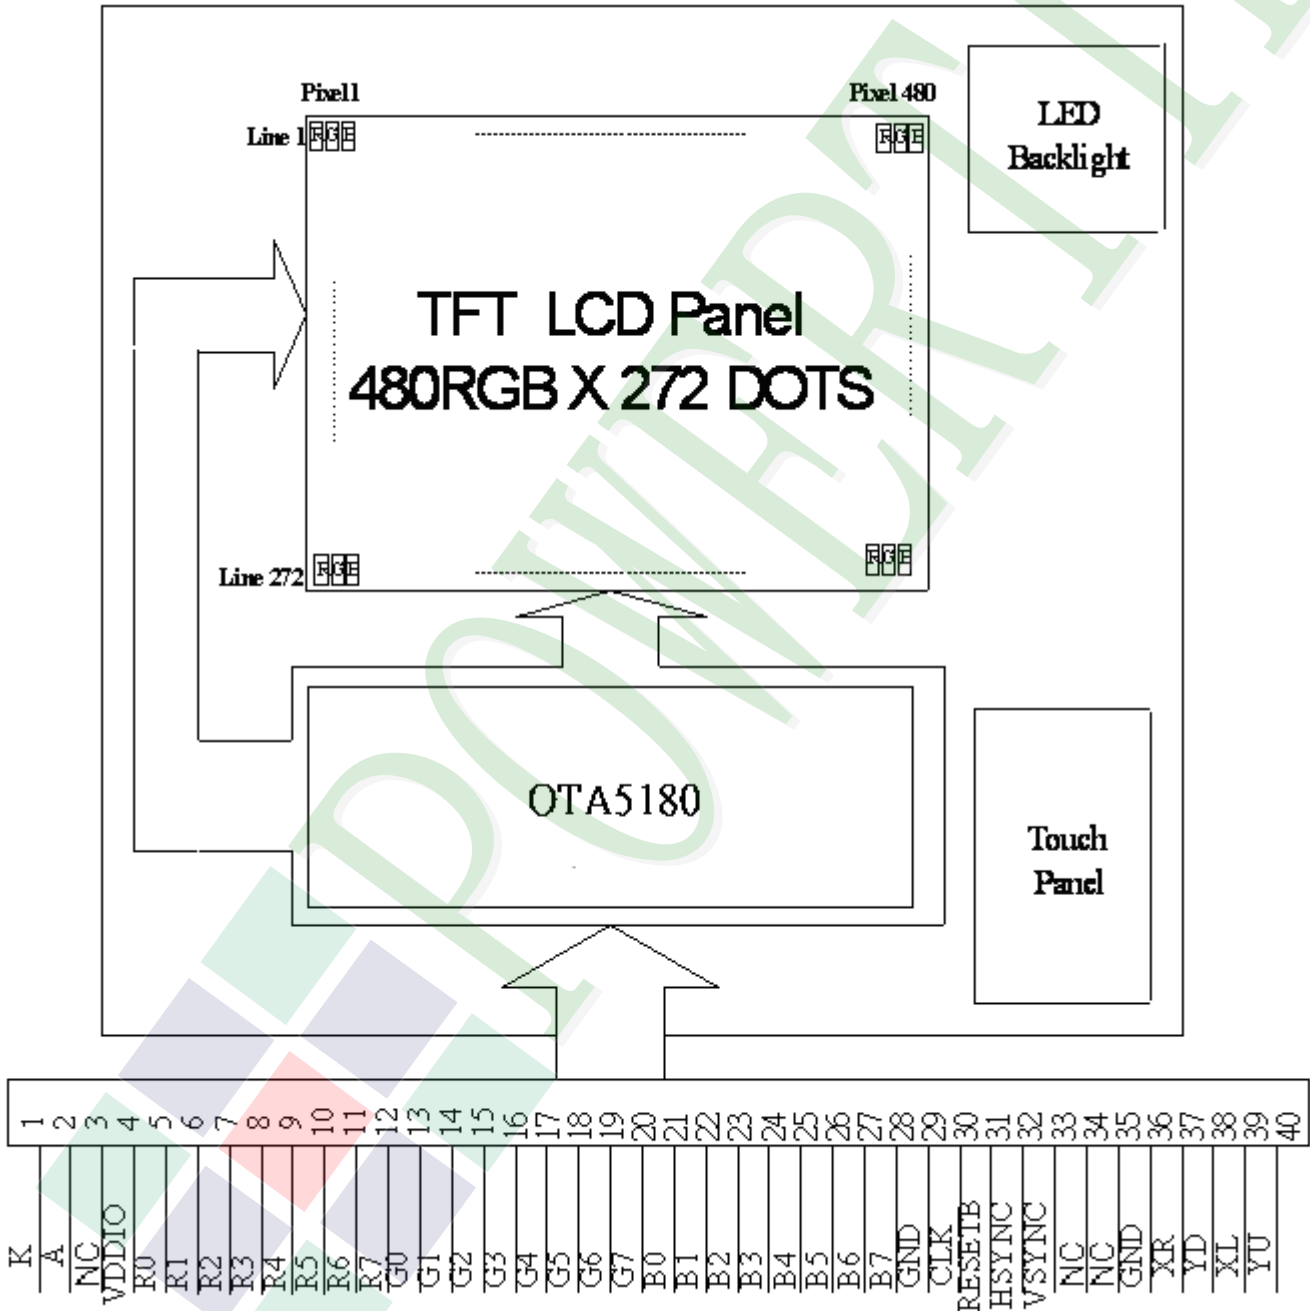 Pixel1
Pixel 480
Line 1
RGB
RGB
LED
Backlight
TFT LCD Panel
480RGB X 272 DOTS
Line 272
RGB
RGB
OTA5180
Touch
Panel
1 2 3 4 5 6 7 8 9 10 11 12 13 14 15 16 17 18 19 20 21 22 23 24 25 26 27 28 29 30 31 32 33 34 35 36 37 38 39 40
K A NC VDDIO R0 R1 R2 R3 R4 R5 R6 R7 G0 G1 G2 G3 G4 G5 G6 G7 B0 B1 B2 B3 B4 B5 B6 B7 GND CLK RESETB HSYNC VSYNC NC NC GND XR YD XL YU